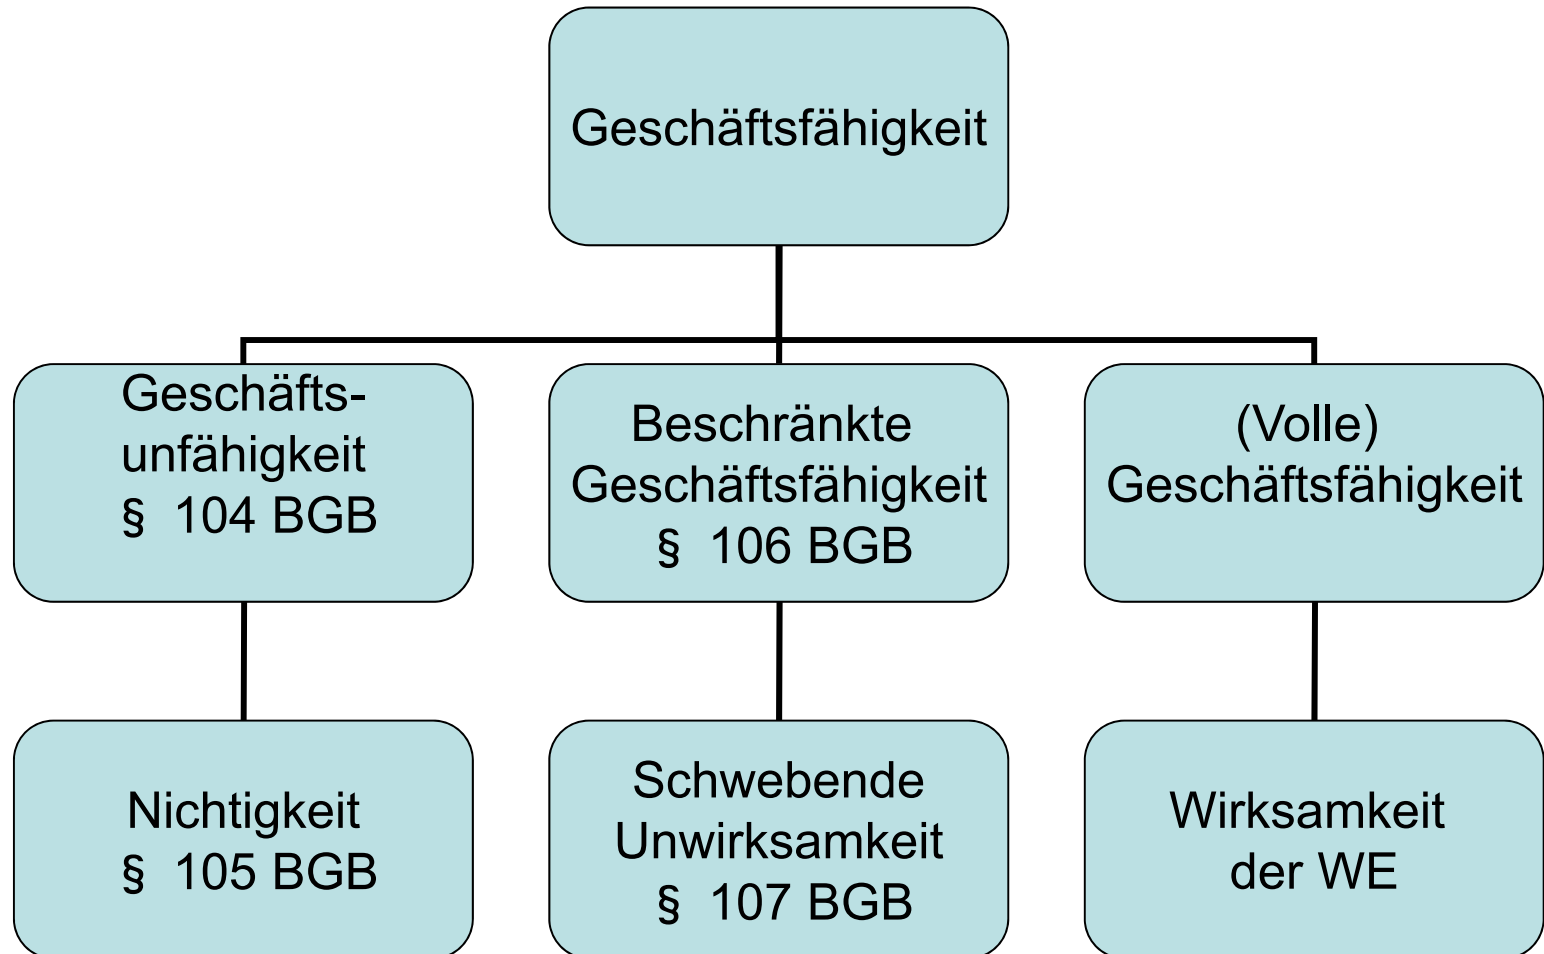 Geschäftsfähigkeit
Geschäfts-
unfähigkeit
§ 104 BGB
Beschränkte
Geschäftsfähigkeit
§ 106 BGB
(Volle)
Geschäftsfähigkeit
Nichtigkeit
§ 105 BGB
Schwebende
Unwirksamkeit
§ 107 BGB
Wirksamkeit
der WE